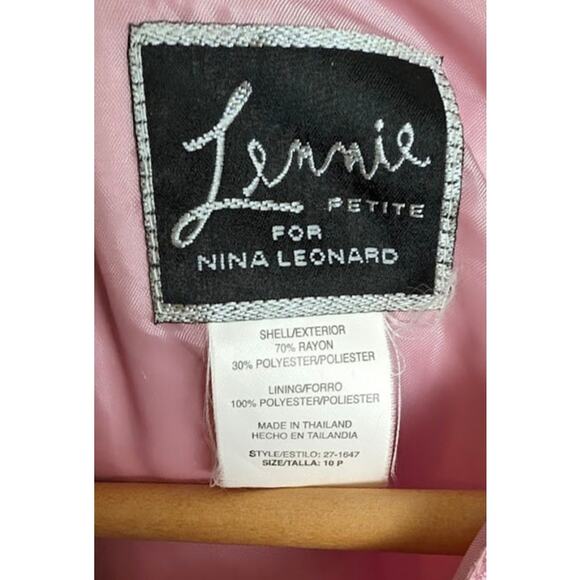 Lennie
PETITE
FOR
NINA LEONARD
SHELL/EXTERIOR
70% RAYON
30% POLYESTER/POLIESTER
LINING/FORRO
100% POLYESTER/POLIESTER
MADE IN THAILAND
HECHO EN TAILANDIA
STYLE/ESTILO: 27-1647
SIZE/TALLA: 10 P